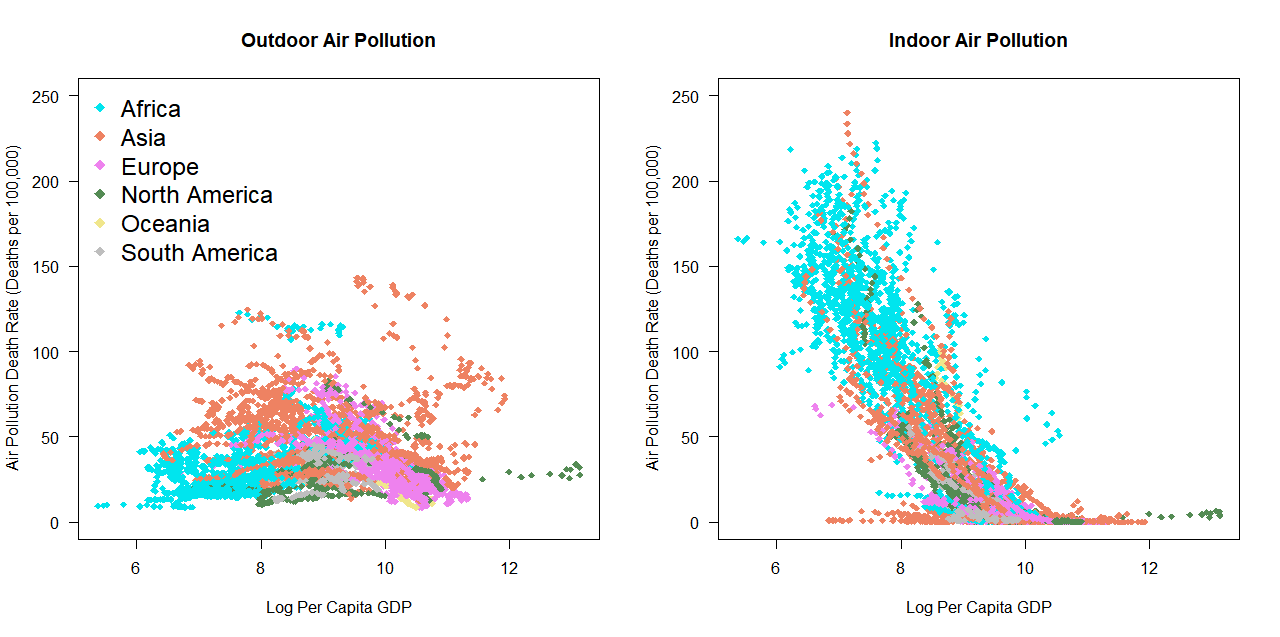 Outdoor Air Pollution
Air Pollution Death Rate (Deaths per 100,000)
250
200
150
100
50
0
Africa
Asia
Europe
North America
Oceania
South America
6 8 10 12
Log Per Capita GDP
Indoor Air Pollution
Air Pollution Death Rate (Deaths per 100,000)
250
200
150
100
50
0
6 8 10 12
Log Per Capita GDP